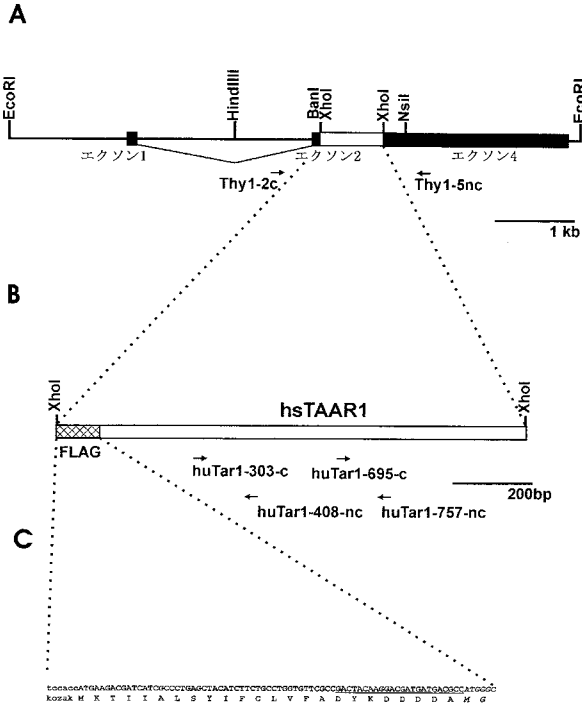 A
EcoRI
HindIIII
BanI
XhoI
XhoI
NsiI
EcoRI
エクソン1
エクソン2
エクソン4
Thy1-2c
Thy1-5nc
1 kb
B
XhoI
hsTAAR1
XhoI
FLAG
huTar1-303-c
huTar1-695-c
200bp
huTar1-408-nc
huTar1-757-nc
C
tccaccATGAAGACGATCATCGCCCTGAGCTACATCTTCTGCCTGGTGTTCGCCGACTACAAGGACGATGATGACGCCATGGGC
kozak M K T I I A L S Y I F C L V F A D Y K D D D D A M G